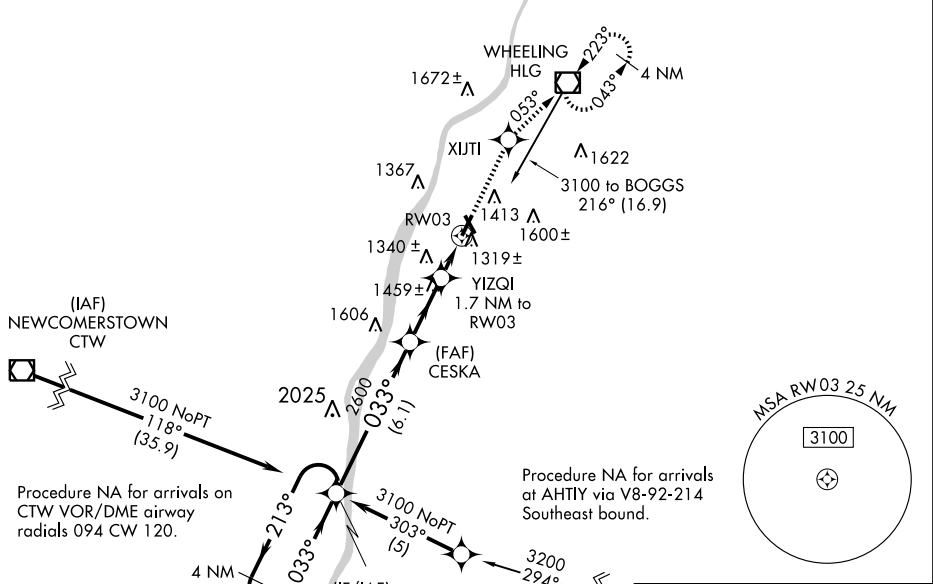 WHEELING
HLG
223°
043°
4 NM
1672±
053°
XIJTI
1622
1367
3100 to BOGGS
216° (16.9)
RW03
1413
1600±
1340 ±
1319±
1459±
YIZQI
1.7 NM to
RW03
(IAF)
NEWCOMERSTOWN
CTW
1606
(FAF)
CESKA
3100 NoPT
118°
(35.9)
2025
2600
033°
(6.1)
MSA RW03 25 NM
3100
Procedure NA for arrivals on
CTW VOR/DME airway
radials 094 CW 120.
Procedure NA for arrivals
at AHTIY via V8-92-214
Southeast bound.
213°
3100 NoPT
303°
(5)
4 NM
033°
3200
294°